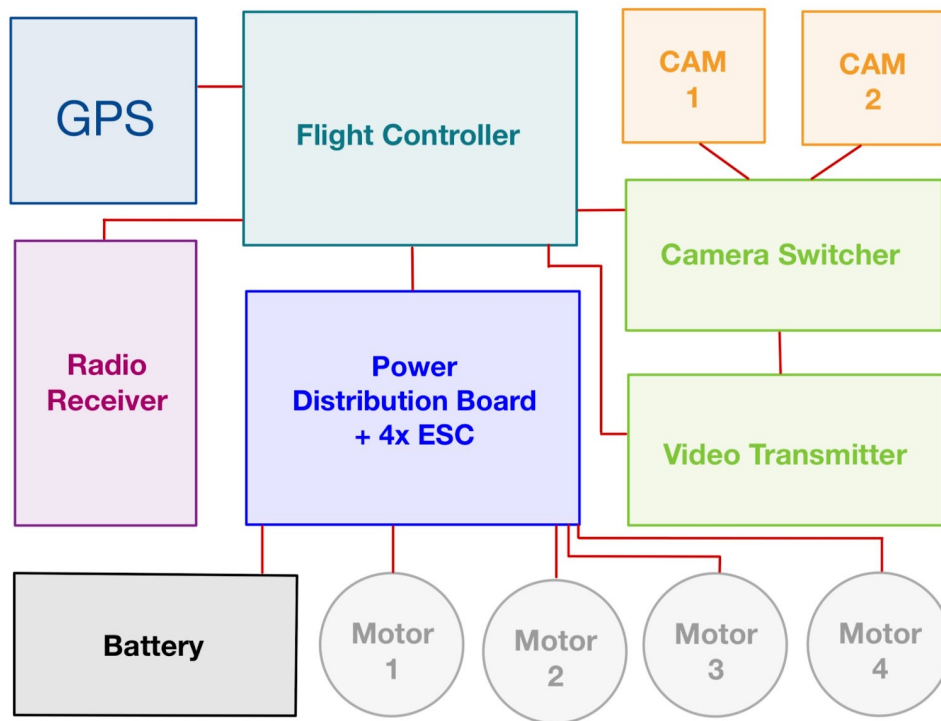 GPS
Flight Controller
CAM
1
CAM
2
Camera Switcher
Radio
Receiver
Power
Distribution Board
+ 4x ESC
Video Transmitter
Battery
Motor
1
Motor
2
Motor
3
Motor
4